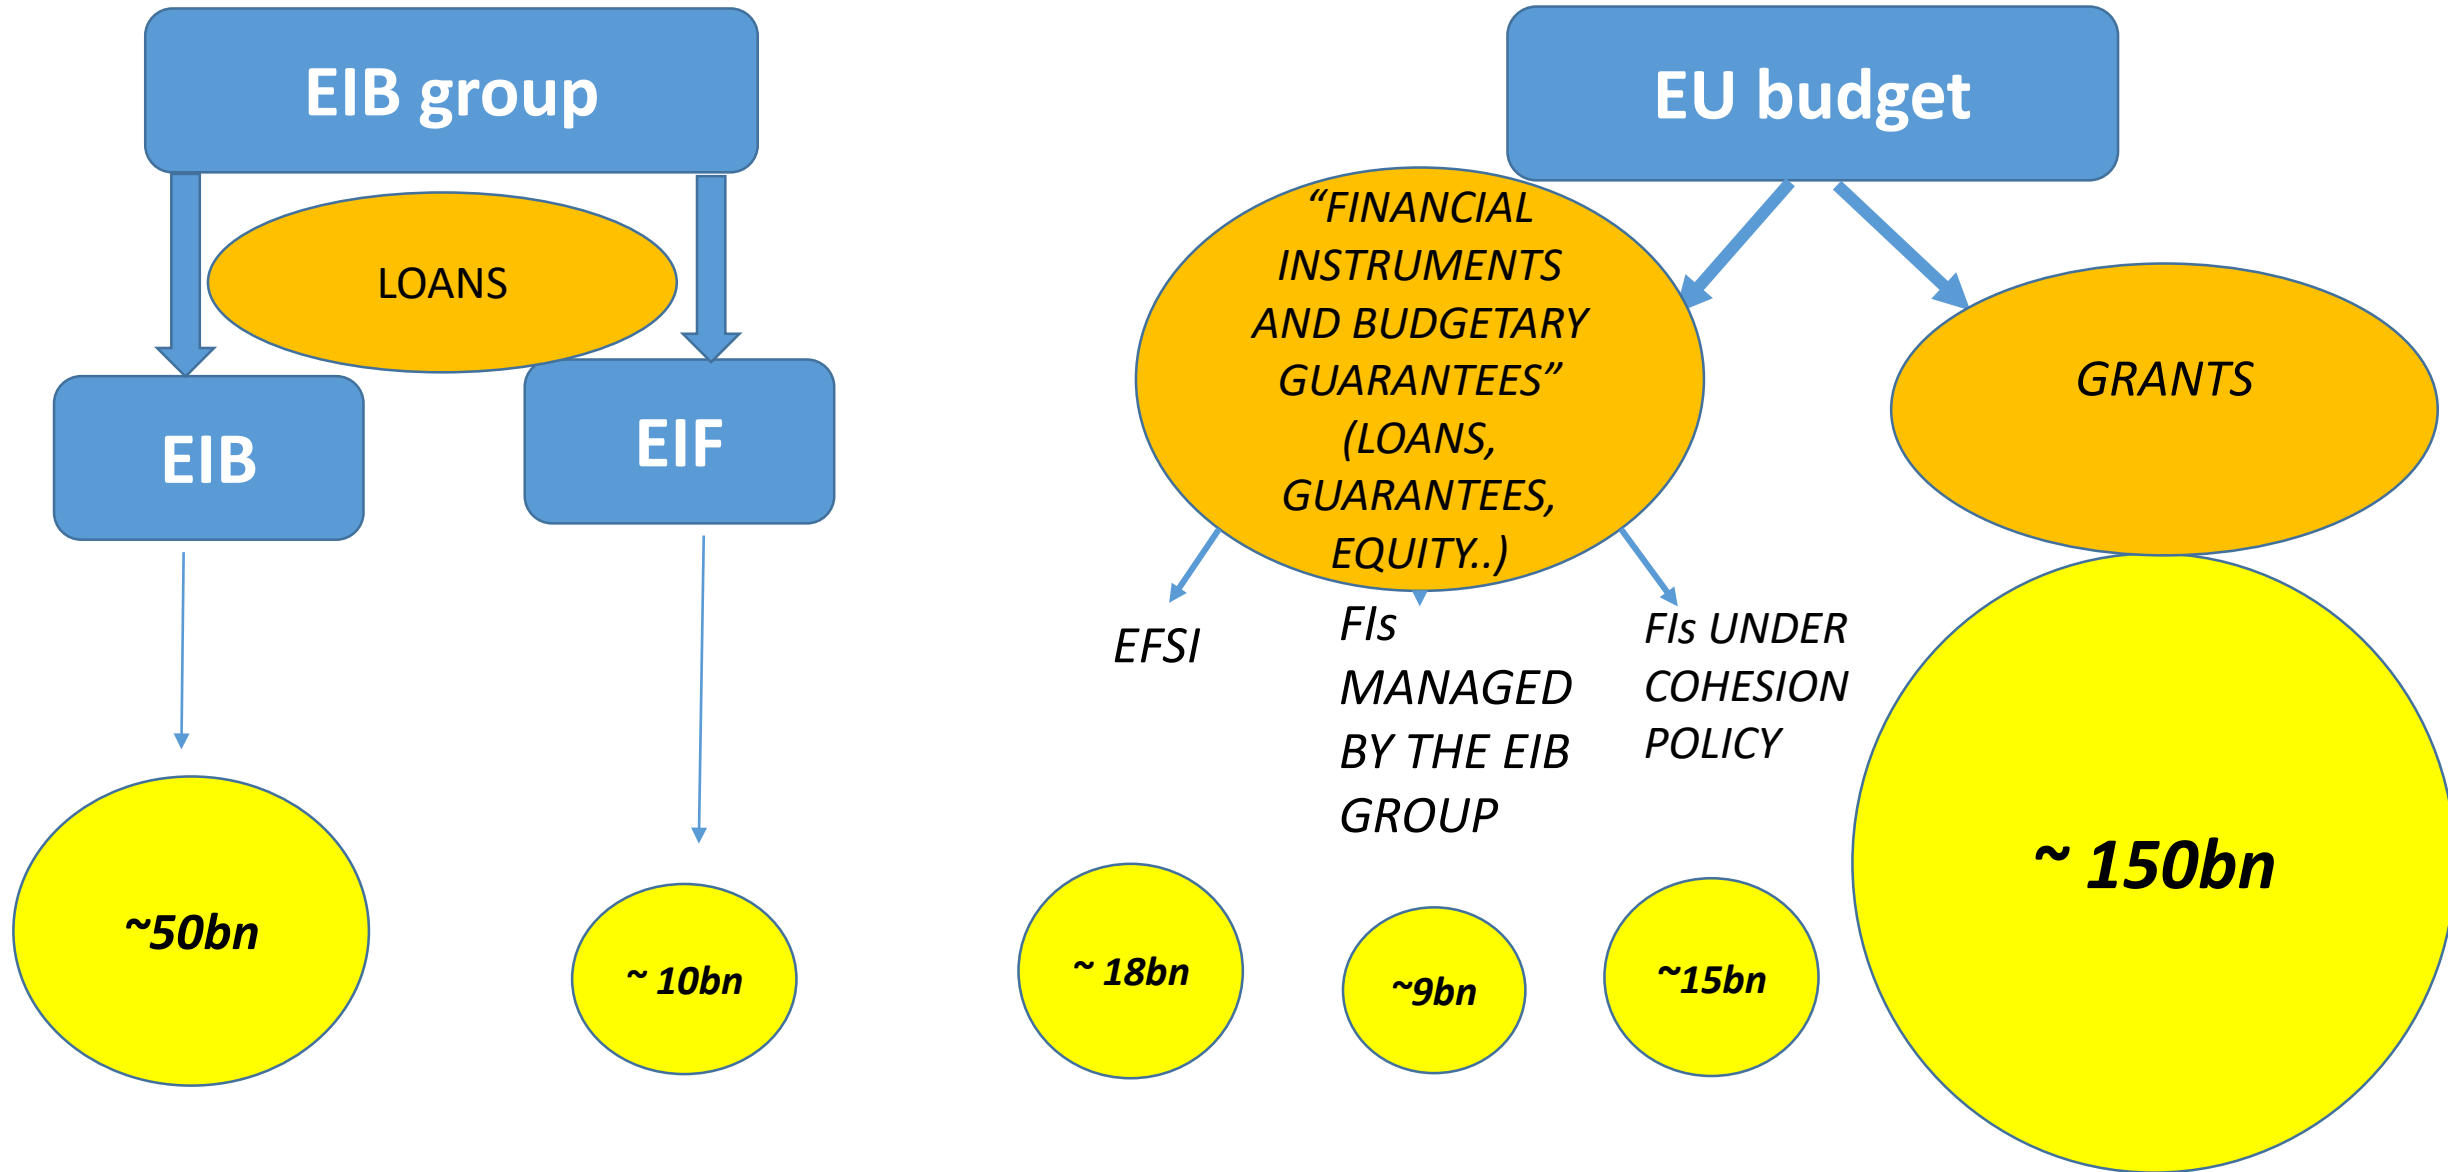 EIB group
LOANS
EIB
EIF
~50bn
~ 10bn
EU budget
“FINANCIAL
INSTRUMENTS
AND BUDGETARY
GUARANTEES”
(LOANS,
GUARANTEES,
EQUITY..)
GRANTS
EFSI
FIs
MANAGED
BY THE EIB
GROUP
FIs UNDER
COHESION
POLICY
~ 18bn
~9bn
~15bn
~ 150bn